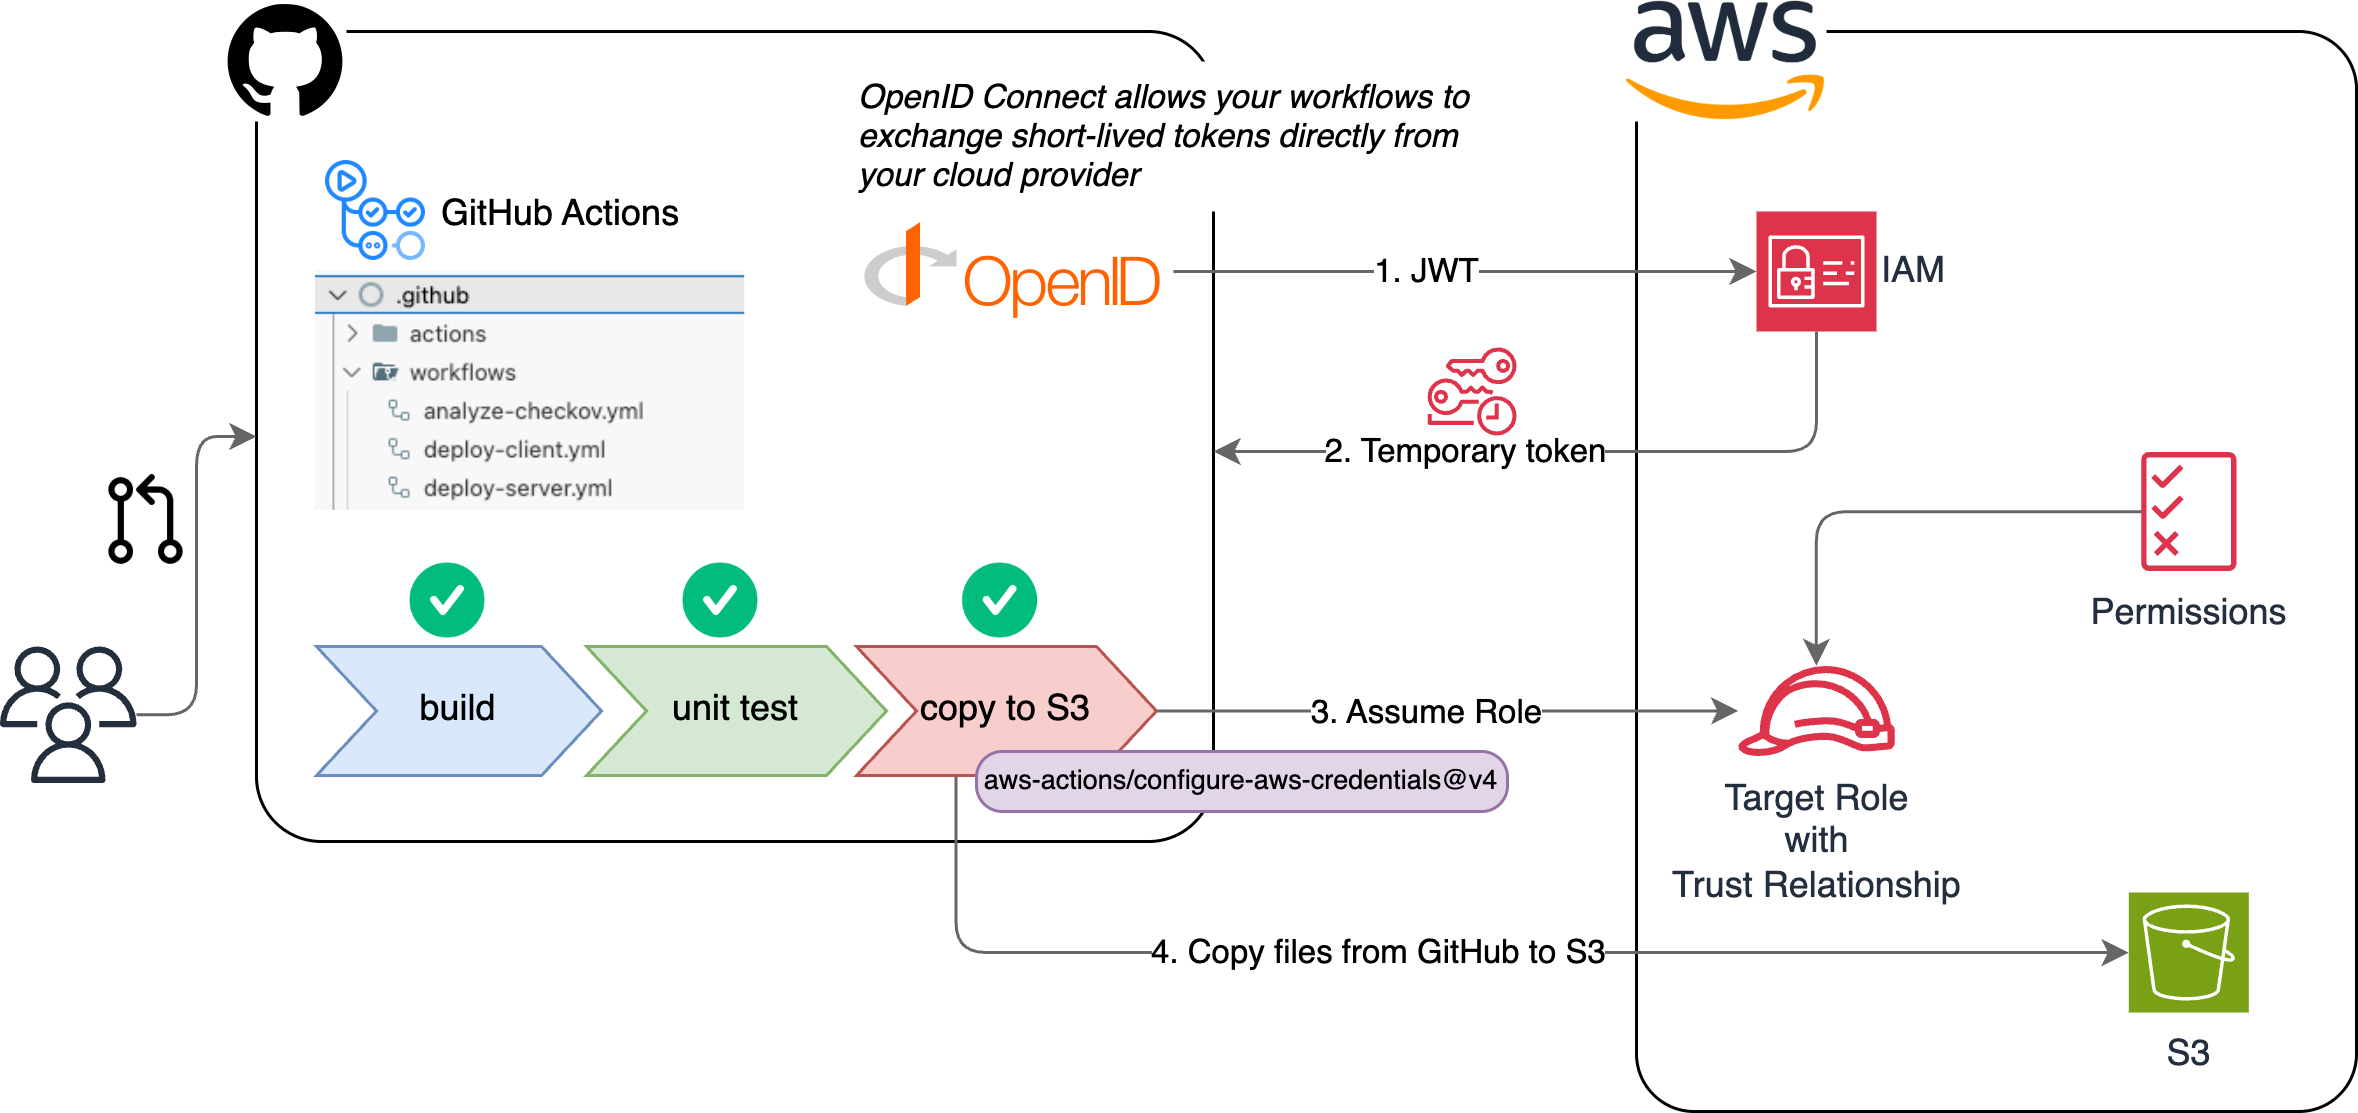 aws
OpenID Connect allows your workflows to
exchange short-lived tokens directly from
your cloud provider
GitHub Actions
OpenID
1. JWT
IAM
.github
actions
workflows
analyze-checkov.yml
deploy-client.yml
deploy-server.yml
2. Temporary token
Permissions
build
unit test
copy to S3
3. Assume Role
aws-actions/configure-aws-credentials@v4
Target Role
with
Trust Relationship
4. Copy files from GitHub to S3
S3